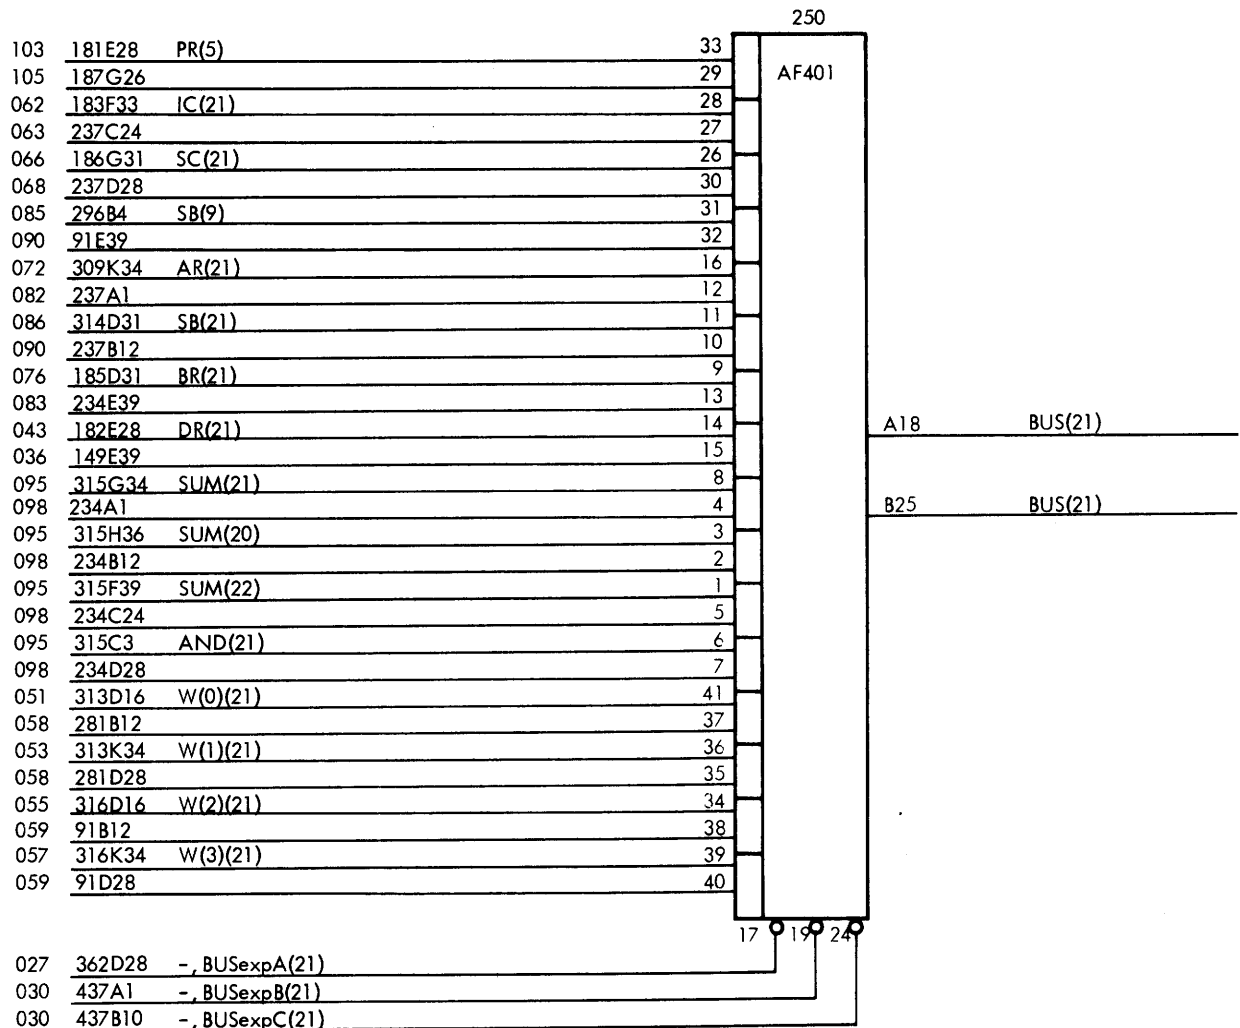 250
103 181E28 PR(5) 33
AF401
105 187G26 29
062 183F33 IC(21) 28
063 237C24 27
066 186G31 SC(21) 26
068 237D28 30
085 296B4 SB(9) 31
090 91E39 32
072 309K34 AR(21) 16
082 237A1 12
086 314D31 SB(21) 11
090 237B12 10
076 185D31 BR(21) 9
083 234E39 13
043 182E28 DR(21) 14
A18 BUS(21)
036 149E39 15
095 315G34 SUM(21) 8
098 234A1 4
B25 BUS(21)
095 315H36 SUM(20) 3
098 234B12 2
095 315F39 SUM(22) 1
098 234C24 5
095 315C3 AND(21) 6
098 234D28 7
051 313D16 W(0)(21) 41
058 281B12 37
053 313K34 W(1)(21) 36
058 281D28 35
055 316D16 W(2)(21) 34
059 91B12 38
057 316K34 W(3)(21) 39
059 91D28 40
17 19 24
027 362D28 -,BUSexpA(21)
030 437A1 -,BUSexpB(21)
030 437B10 -,BUSexpC(21)